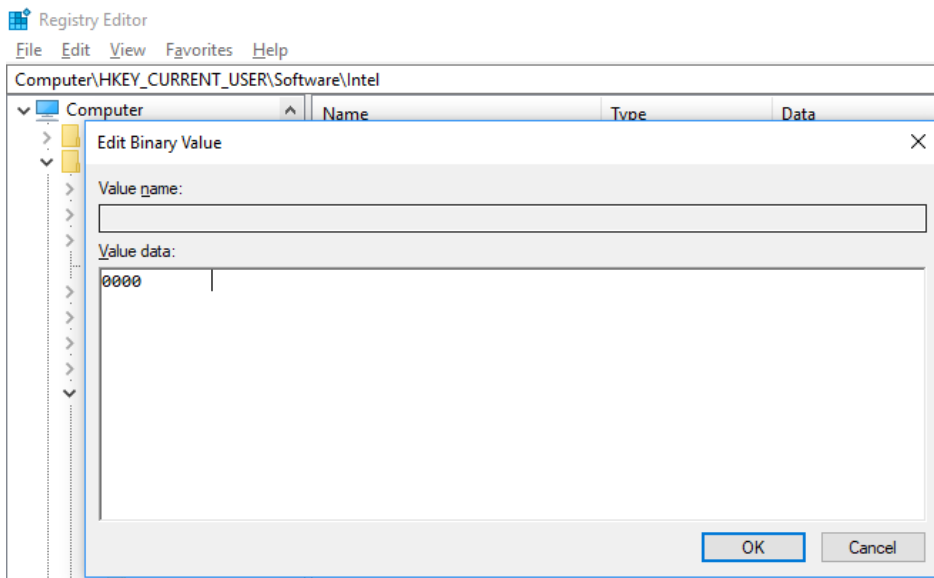 Registry Editor
File Edit View Favorites Help
Computer\HKEY_CURRENT_USER\Software\Intel
Computer
Name Type Data
Edit Binary Value
Value name:
Value data:
0000
OK Cancel